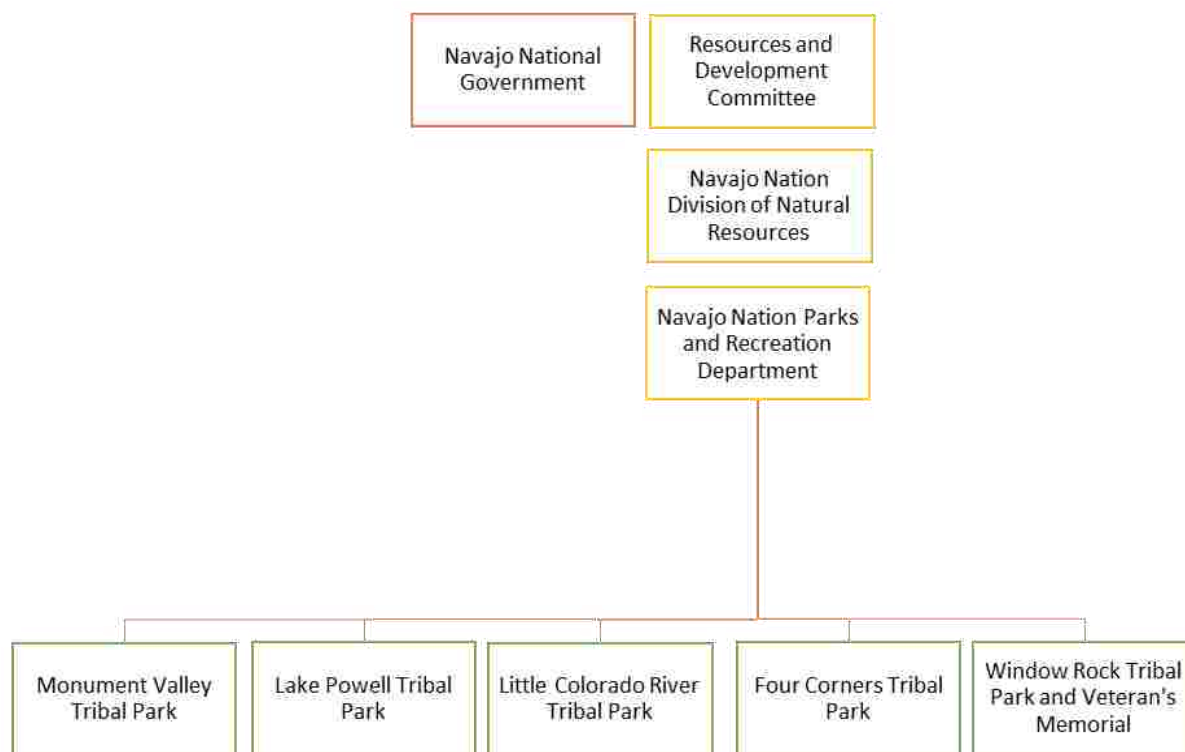 Navajo National
Government
Resources and
Development
Committee
Navajo Nation
Division of Natural
Resources
Navajo Nation Parks
and Recreation
Department
Monument Valley
Tribal Park
Lake Powell Tribal
Park
Little Colorado River
Tribal Park
Four Corners Tribal
Park
Window Rock Tribal
Park and Veteran's
Memorial